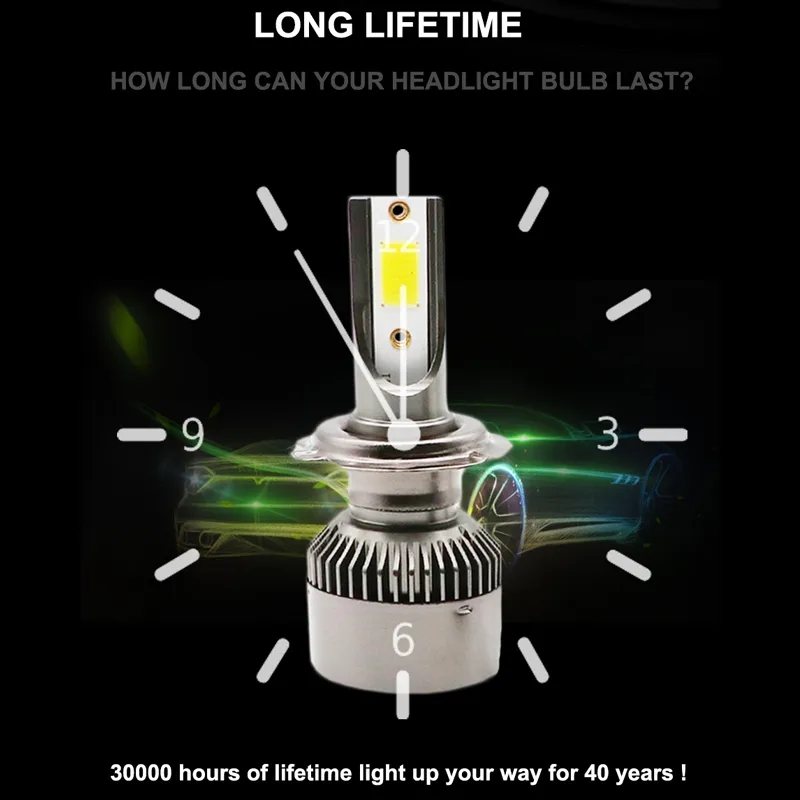 LONG LIFETIME
HOW LONG CAN YOUR HEADLIGHT BULB LAST?
12
9
3
6
30000 hours of lifetime light up your way for 40 years !